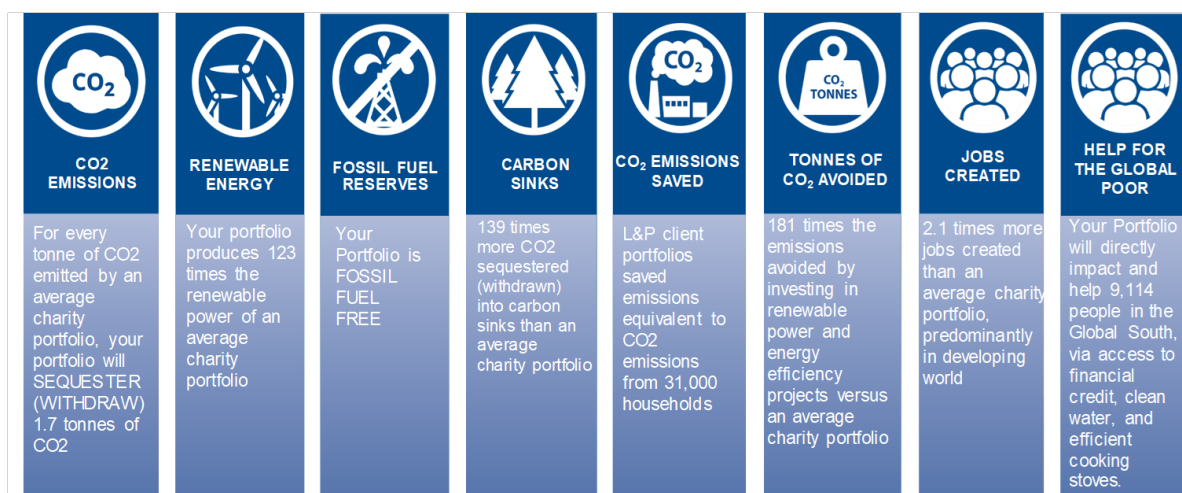 CO2
CO2
EMISSIONS
For every
tonne of CO2
emitted by an
average
charity
portfolio, your
portfolio will
SEQUESTER
(WITHDRAW)
1.7 tonnes of
CO2
RENEWABLE
ENERGY
Your portfolio
produces 123
times the
renewable
power of an
average
charity
portfolio
FOSSIL FUEL
RESERVES
Your
Portfolio is
FOSSIL
FUEL
FREE
CARBON
SINKS
139 times
more CO2
sequestered
(withdrawn)
into carbon
sinks than an
average
charity portfolio
CO₂
CO₂ EMISSIONS
SAVED
L&P client
portfolios
saved
emissions
equivalent to
CO2
emissions
from 31,000
households
CO₂
TONNES
TONNES OF
CO₂ AVOIDED
181 times the
emissions
avoided by
investing in
renewable
power and
energy
efficiency
projects versus
an average
charity portfolio
JOBS
CREATED
2.1 times more
jobs created
than an
average charity
portfolio,
predominantly
in developing
world
HELP FOR
THE GLOBAL
POOR
Your Portfolio
will directly
impact and
help 9,114
people in the
Global South,
via access to
financial
credit, clean
water, and
efficient
cooking
stoves.